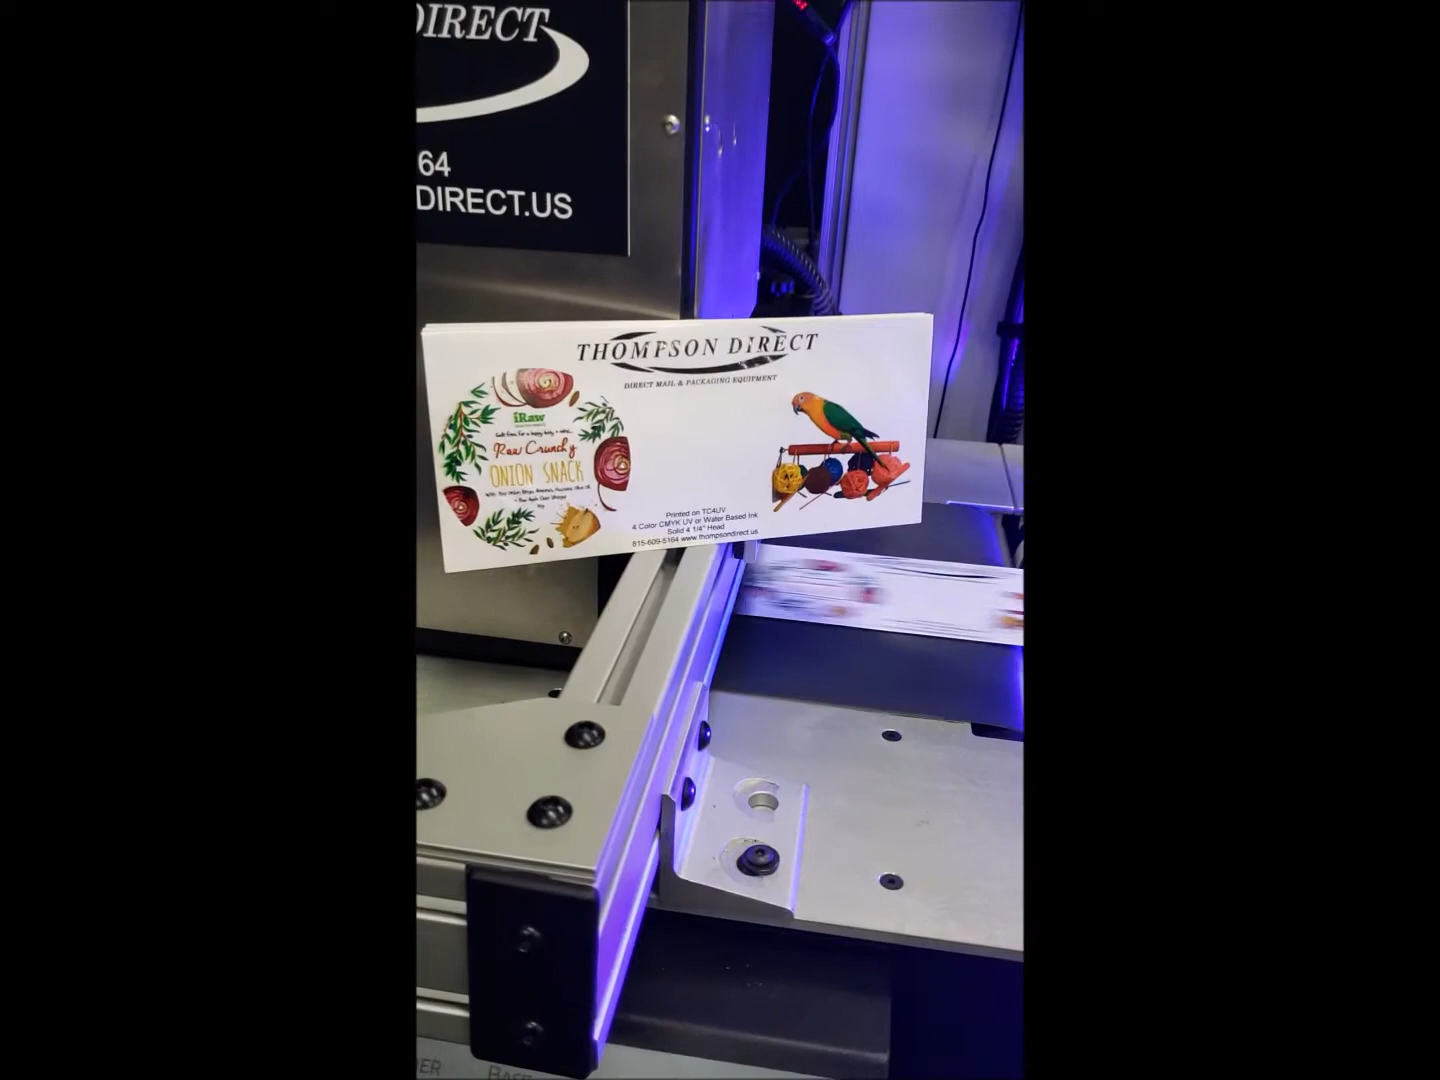 DIRECT
64
DIRECT.US
THOMPSON DIRECT
DIRECT MAIL & PACKAGING EQUIPMENT
iRaw
Raw Crunchy
ONION SNACK
Printed on TC4UV
4 Color CMYK UV or Water Based Ink
Solid 4 1/4" Head
815-609-5164 www.thompsondirect.us